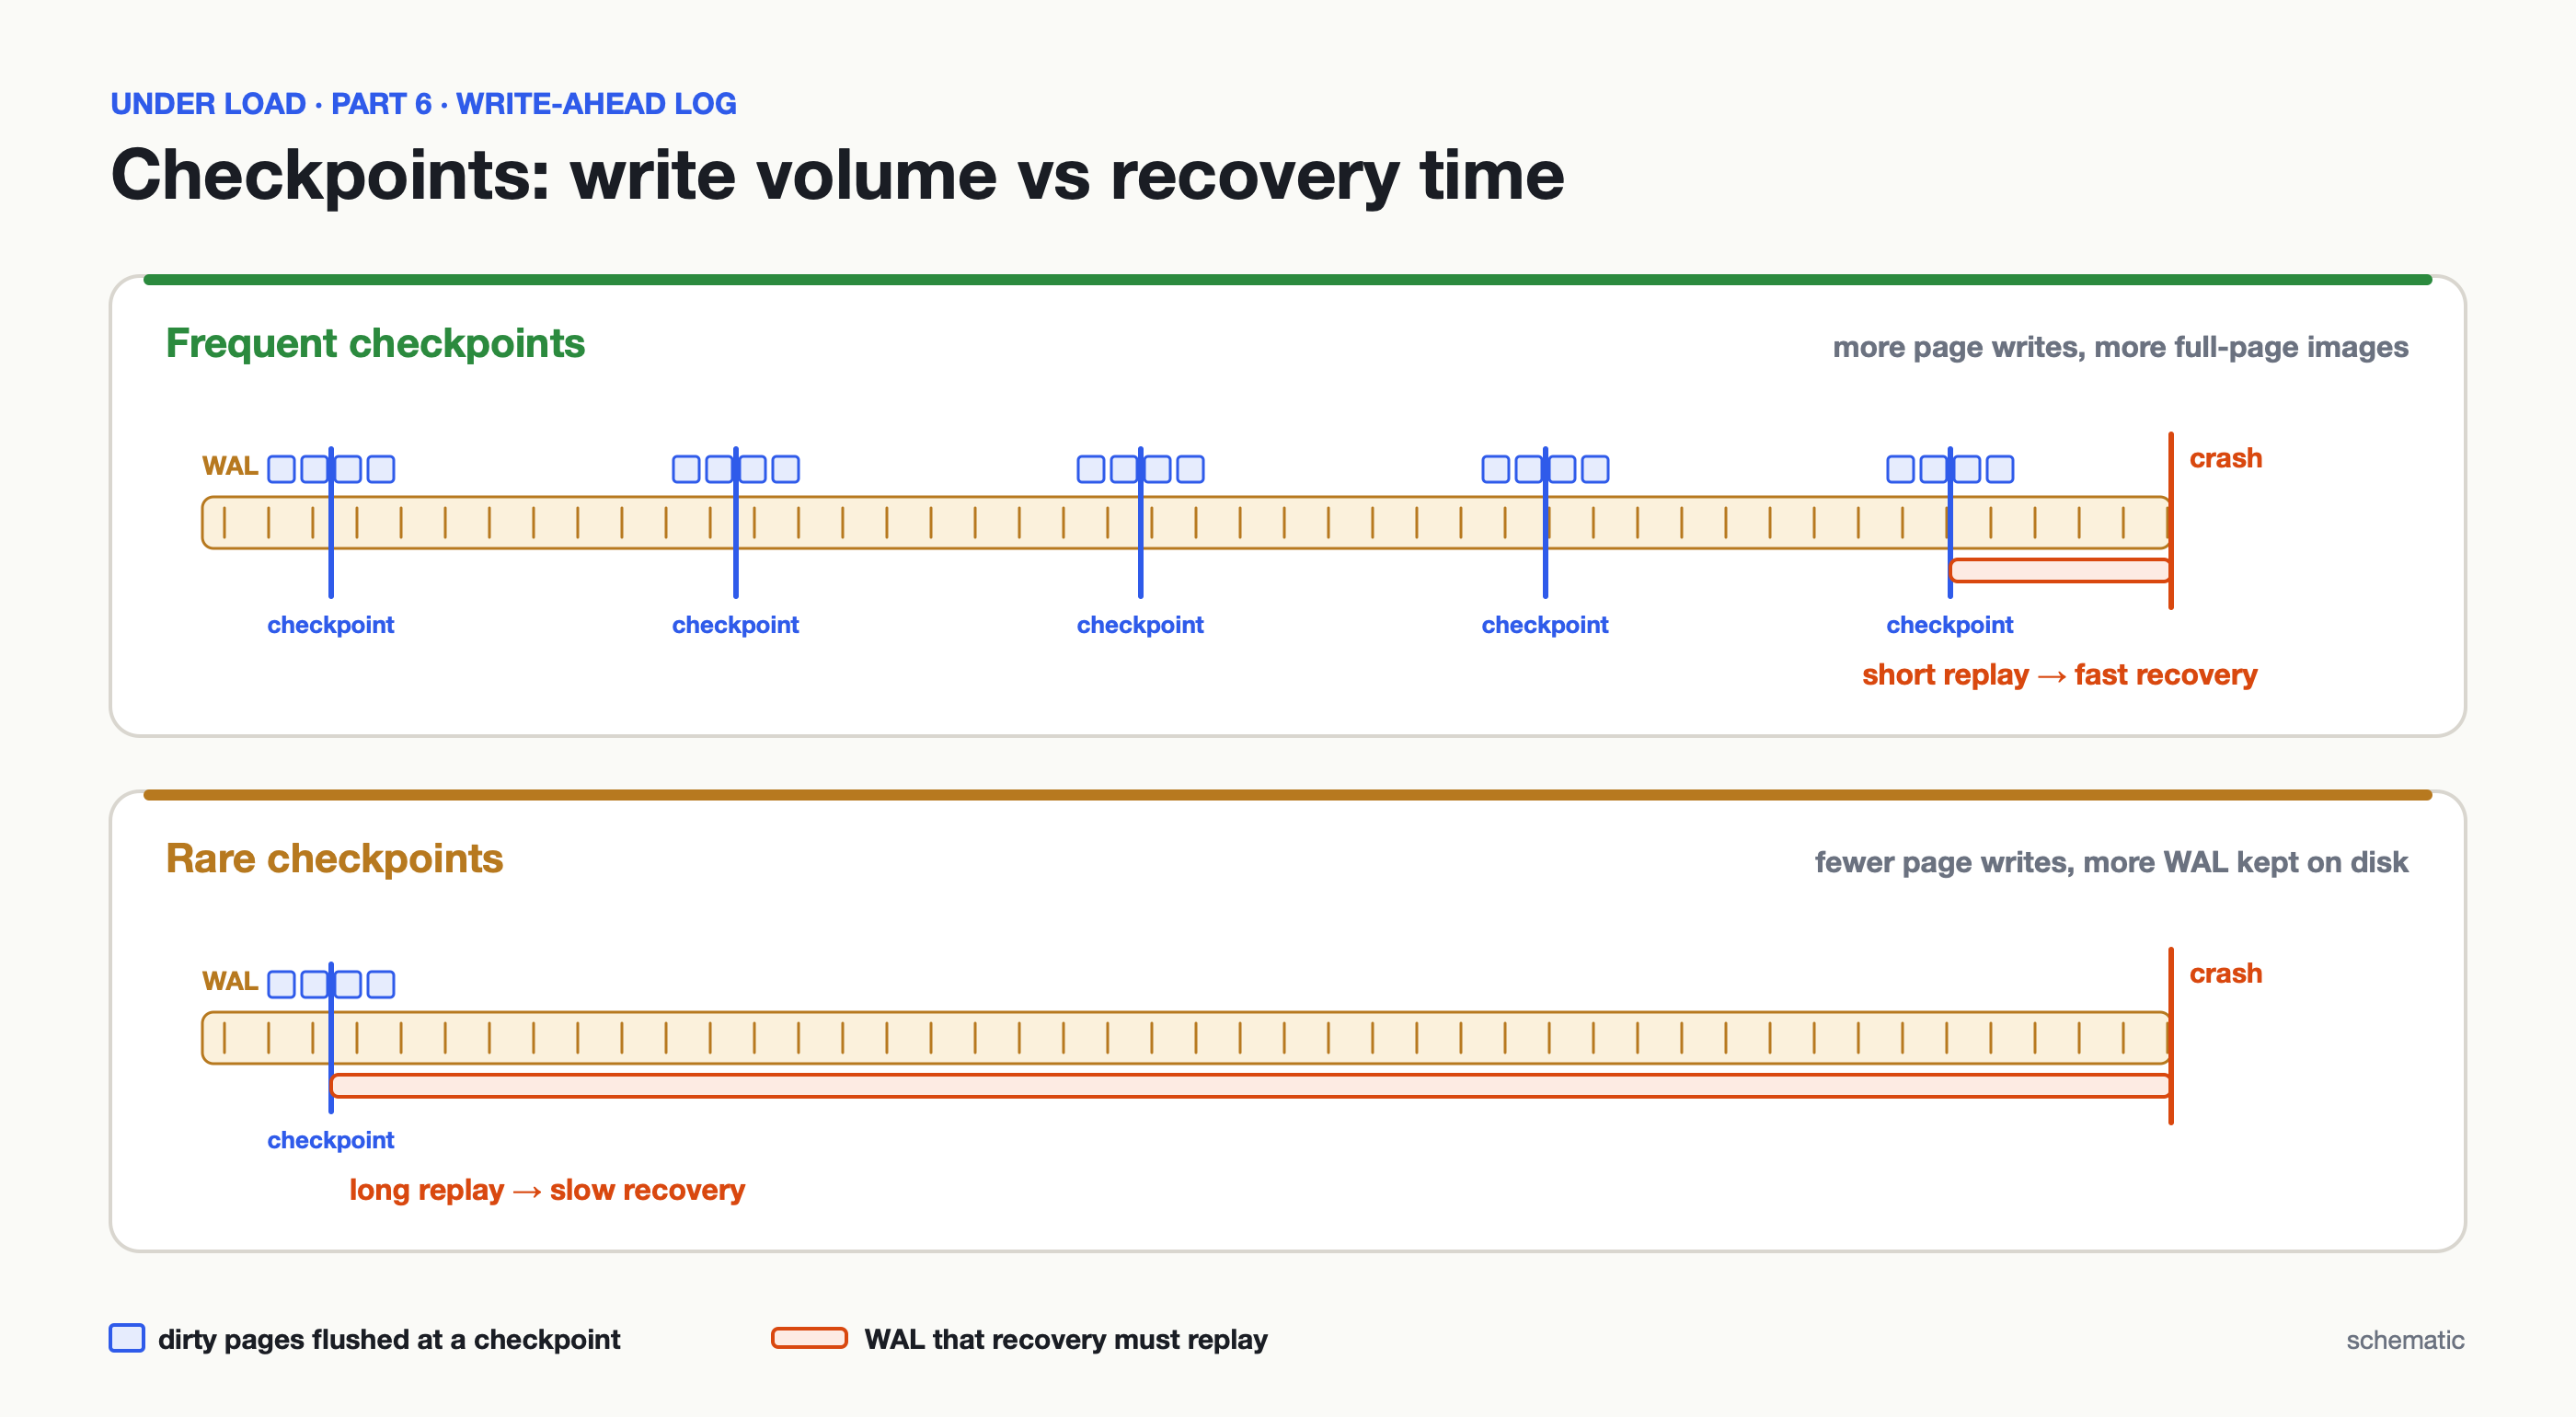 UNDER LOAD · PART 6 · WRITE-AHEAD LOG
Checkpoints: write volume vs recovery time
Frequent checkpoints
more page writes, more full-page images
WAL
crash
checkpoint
checkpoint
checkpoint
checkpoint
checkpoint
short replay → fast recovery
Rare checkpoints
fewer page writes, more WAL kept on disk
WAL
crash
checkpoint
long replay → slow recovery
dirty pages flushed at a checkpoint
WAL that recovery must replay
schematic